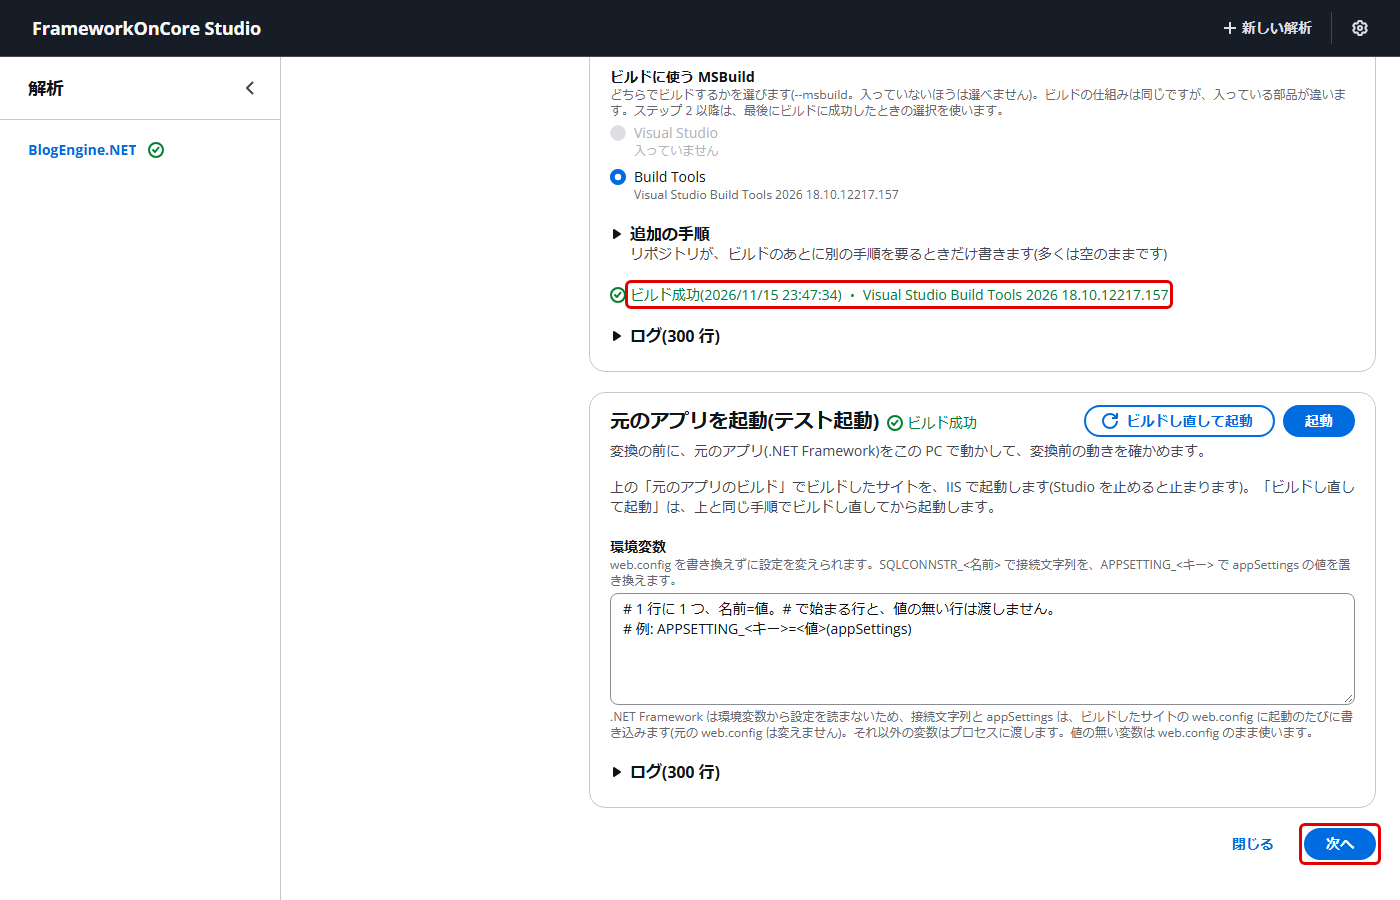 FrameworkOnCore Studio
新しい解析
解析
BlogEngine.NET
ビルドに使う MSBuild
どちらでビルドするかを選びます(--msbuild。入っていないほうは選べません)。ビルドの仕組みは同じですが、入っている部品が違いま
す。ステップ 2 以降は、最後にビルドに成功したときの選択を使います。
Visual Studio
入っていません
Build Tools
Visual Studio Build Tools 2026 18.10.12217.157
追加の手順
リポジトリが、ビルドのあとに別の手順を要るときだけ書きます(多くは空のままです)
ビルド成功(2026/11/15 23:47:34) ・ Visual Studio Build Tools 2026 18.10.12217.157
ログ(300 行)
元のアプリを起動(テスト起動) ビルド成功
ビルドし直して起動
起動
変換の前に、元のアプリ(.NET Framework)をこの PC で動かして、変換前の動きを確かめます。
上の「元のアプリのビルド」でビルドしたサイトを、IIS で起動します(Studio を止めると止まります)。「ビルドし直し
て起動」は、上と同じ手順でビルドし直してから起動します。
環境変数
web.config を書き換えずに設定を変えられます。SQLCONNSTR_<名前> で接続文字列を、APPSETTING_<キー> で appSettings の値を置
き換えます。
# 1 行に 1 つ、名前=値。# で始まる行と、値の無い行は渡しません。
# 例: APPSETTING_<キー>=<値>(appSettings)
.NET Framework は環境変数から設定を読まないため、接続文字列と appSettings は、ビルドしたサイトの web.config に起動のたびに書
き込みます(元の web.config は変えません)。それ以外の変数はプロセスに渡します。値の無い変数は web.config のまま使います。
ログ(300 行)
閉じる
次へ